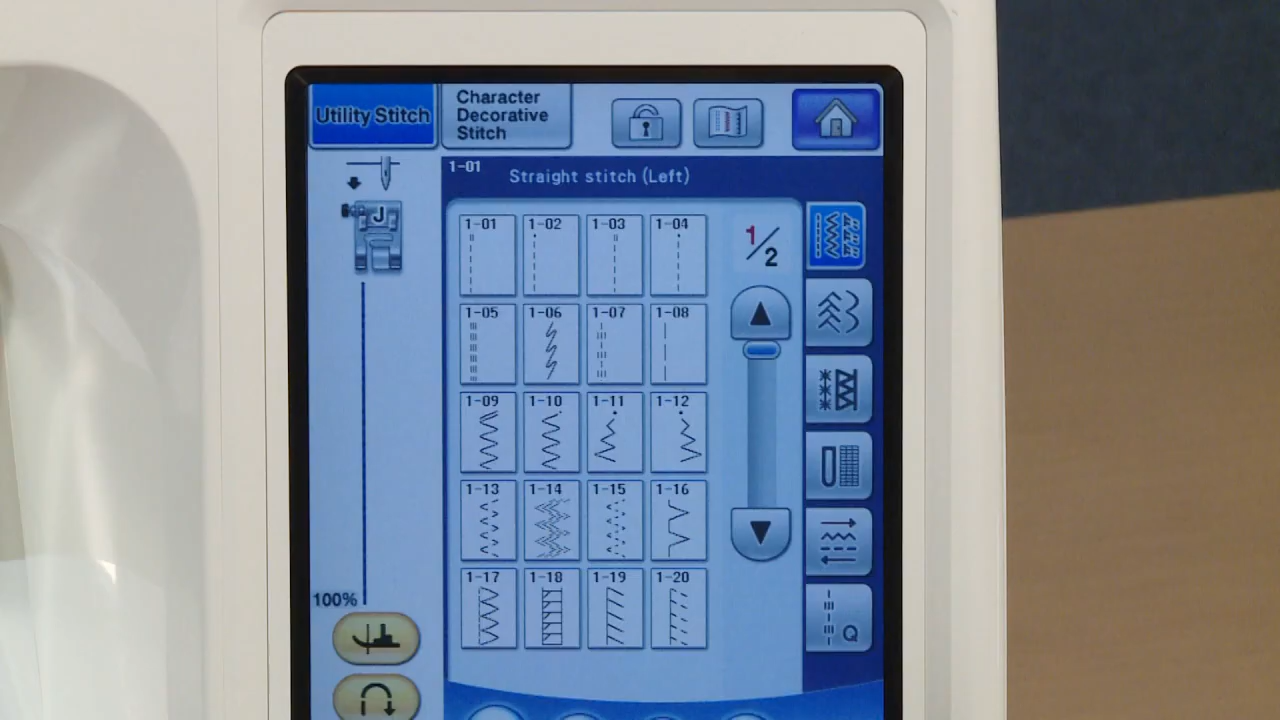 Utility Stitch
Character
Decorative
Stitch
1-01
Straight stitch (Left)
J
1-01 1-02 1-03 1-04
1/2
1-05 1-06 1-07 1-08
1-09 1-10 1-11 1-12
1-13 1-14 1-15 1-16
1-17 1-18 1-19 1-20
100%
Q